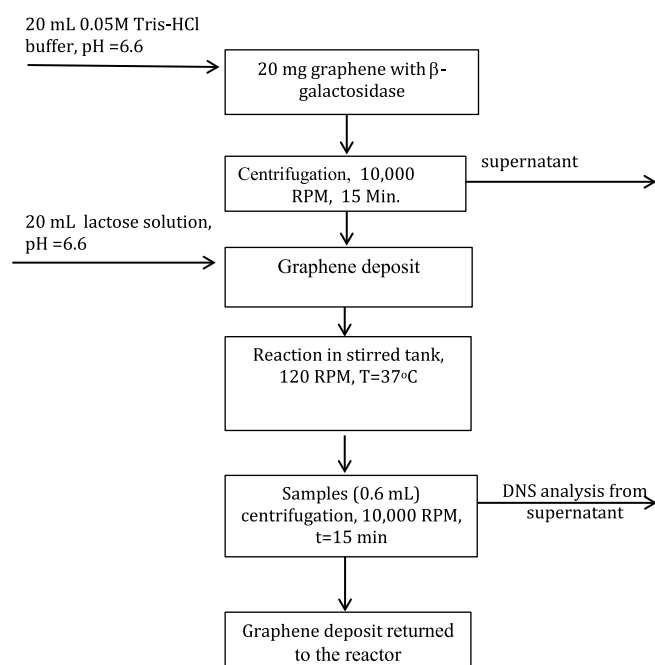 20 mL 0.05M Tris-HCl
buffer, pH =6.6
20 mg graphene with β-
galactosidase
Centrifugation, 10,000
RPM, 15 Min.
supernatant
20 mL lactose solution,
pH =6.6
Graphene deposit
Reaction in stirred tank,
120 RPM, T=37°C
Samples (0.6 mL)
centrifugation, 10,000 RPM,
t=15 min
DNS analysis from
supernatant
Graphene deposit returned
to the reactor